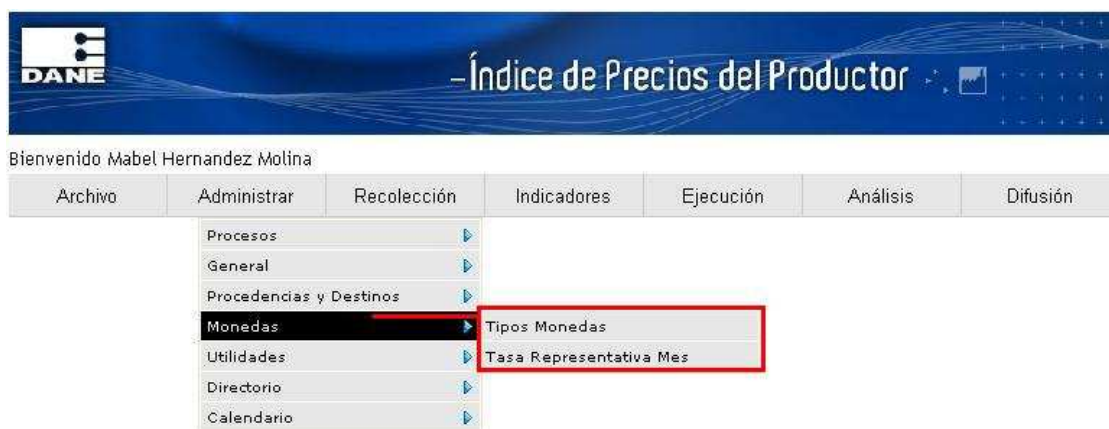 DANE
–Índice de Precios del Productor
Bienvenido Mabel Hernandez Molina
Archivo Administrar Recolección Indicadores Ejecución Análisis Difusión
Procesos
General
Procedencias y Destinos
Monedas Tipos Monedas
Utilidades Tasa Representativa Mes
Directorio
Calendario